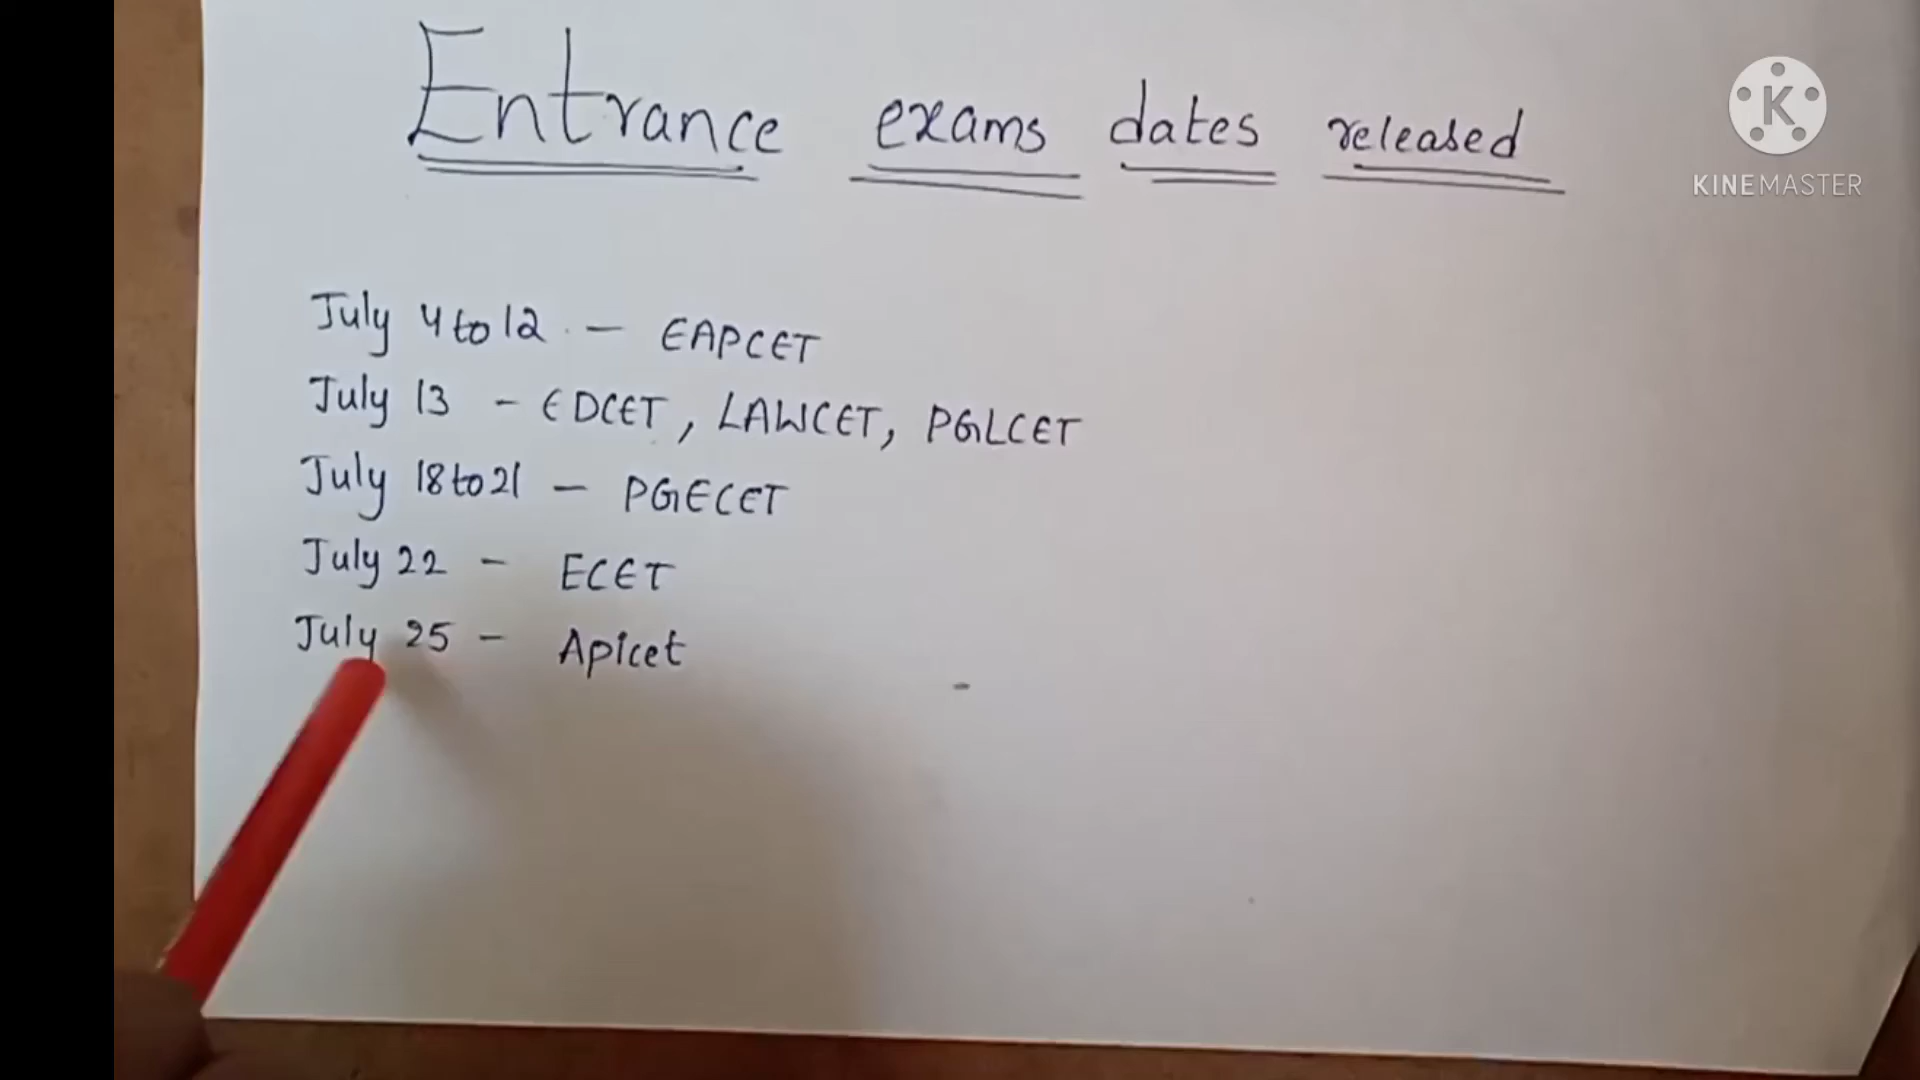 Entrance exams dates released
K
KINEMASTER
July 4 to 12 - EAPCET
July 13 - EDCET, LAWCET, PGLCET
July 18 to 21 - PGECET
July 22 - ECET
July 25 - Apicet